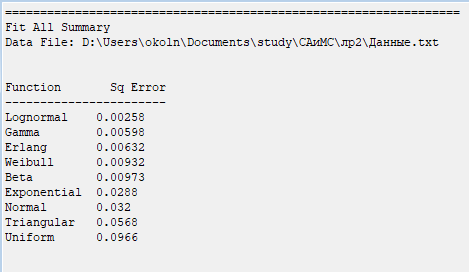 ================================================================
Fit All Summary
Data File: D:\Users\okoln\Documents\study\САиМС\лр2\Данные.txt
Function Sq Error
-----------------------
Lognormal 0.00258
Gamma 0.00598
Erlang 0.00632
Weibull 0.00932
Beta 0.00973
Exponential 0.0288
Normal 0.032
Triangular 0.0568
Uniform 0.0966